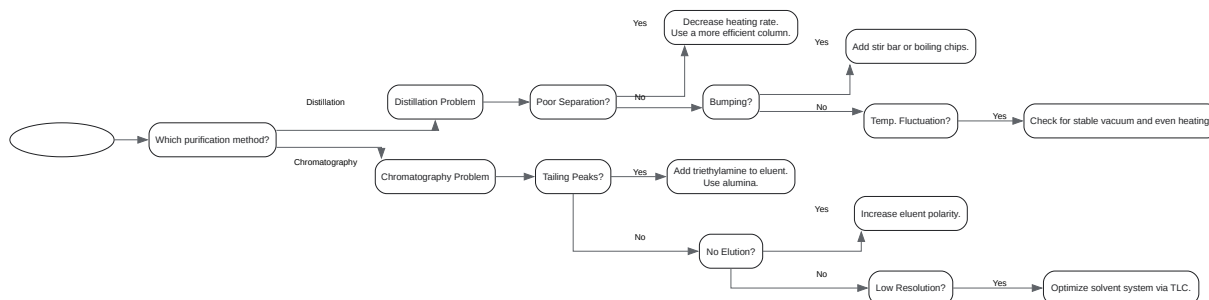 Yes
Decrease heating rate.
Use a more efficient column.
Yes
Add stir bar or boiling chips.
Distillation
Distillation Problem
Poor Separation?
No
Bumping?
No
Temp. Fluctuation?
Yes
Check for stable vacuum and even heating
Which purification method?
Chromatography
Chromatography Problem
Tailing Peaks?
Yes
Add triethylamine to eluent.
Use alumina.
Yes
Increase eluent polarity.
No
No Elution?
No
Low Resolution?
Yes
Optimize solvent system via TLC.